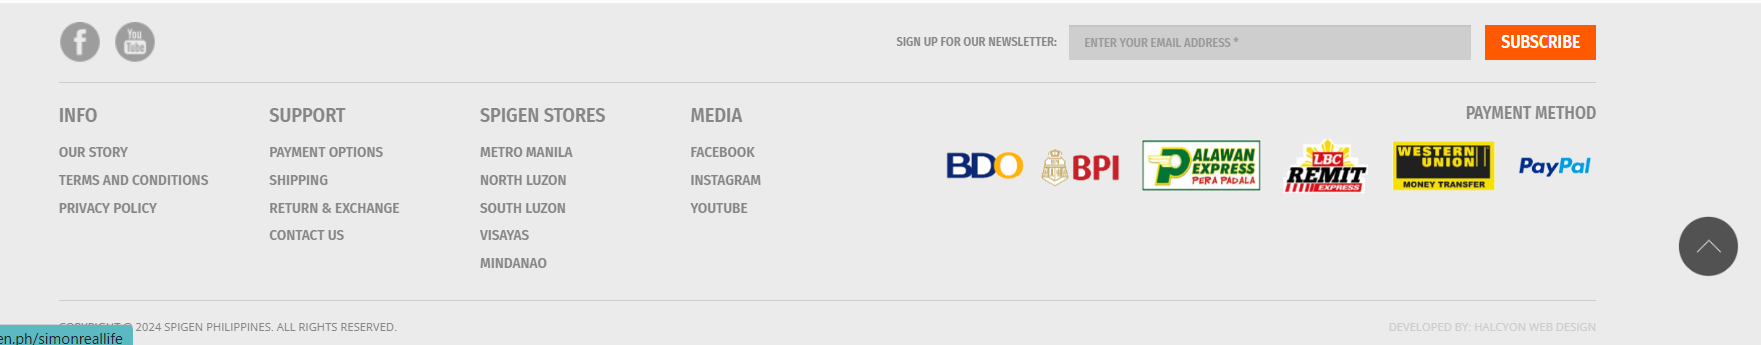 You Tube
SIGN UP FOR OUR NEWSLETTER:
ENTER YOUR EMAIL ADDRESS *
SUBSCRIBE
INFO
OUR STORY
TERMS AND CONDITIONS
PRIVACY POLICY
SUPPORT
PAYMENT OPTIONS
SHIPPING
RETURN & EXCHANGE
CONTACT US
SPIGEN STORES
METRO MANILA
NORTH LUZON
SOUTH LUZON
VISAYAS
MINDANAO
MEDIA
FACEBOOK
INSTAGRAM
YOUTUBE
PAYMENT METHOD
BDO
BPI
PALAWAN
EXPRESS
PERA PADALA
LBC
REMIT
EXPRESS
WESTERN
UNION
MONEY TRANSFER
PayPal
COPYRIGHT © 2024 SPIGEN PHILIPPINES. ALL RIGHTS RESERVED.
en.ph/simonreallife
DEVELOPED BY: HALCYON WEB DESIGN